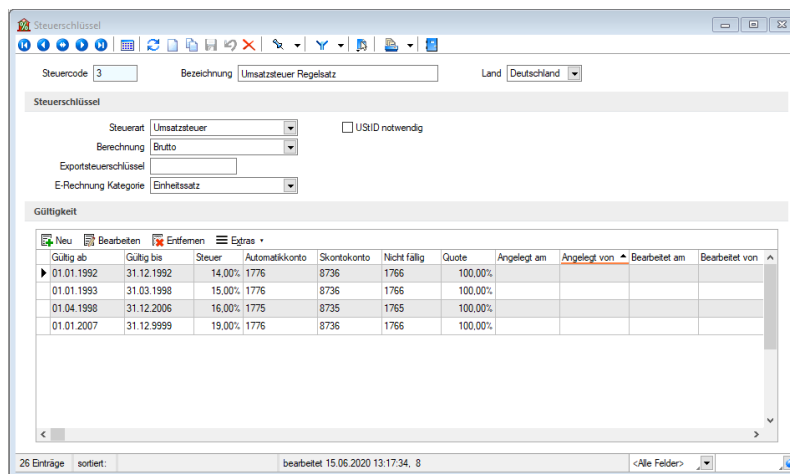 Steuerschlüssel
Steuercode 3 Bezeichnung Umsatzsteuer Regelsatz Land Deutschland
Steuerschlüssel
Steuerart Umsatzsteuer UStID notwendig
Berechnung Brutto
Exportsteuerschlüssel
E-Rechnung Kategorie Einheitssatz
Gültigkeit
Neu Bearbeiten Entfernen Extras
Gültig ab Gültig bis Steuer Automatikkonto Skontokonto Nicht fällig Quote Angelegt am Angelegt von Bearbeitet am Bearbeitet von
01.01.1992 31.12.1992 14,00% 1776 8736 1766 100,00%
01.01.1993 31.03.1998 15,00% 1776 8736 1766 100,00%
01.04.1998 31.12.2006 16,00% 1775 8735 1765 100,00%
01.01.2007 31.12.9999 19,00% 1776 8736 1766 100,00%
26 Einträge sortiert: bearbeitet 15.06.2020 13:17:34, 8 <Alle Felder>